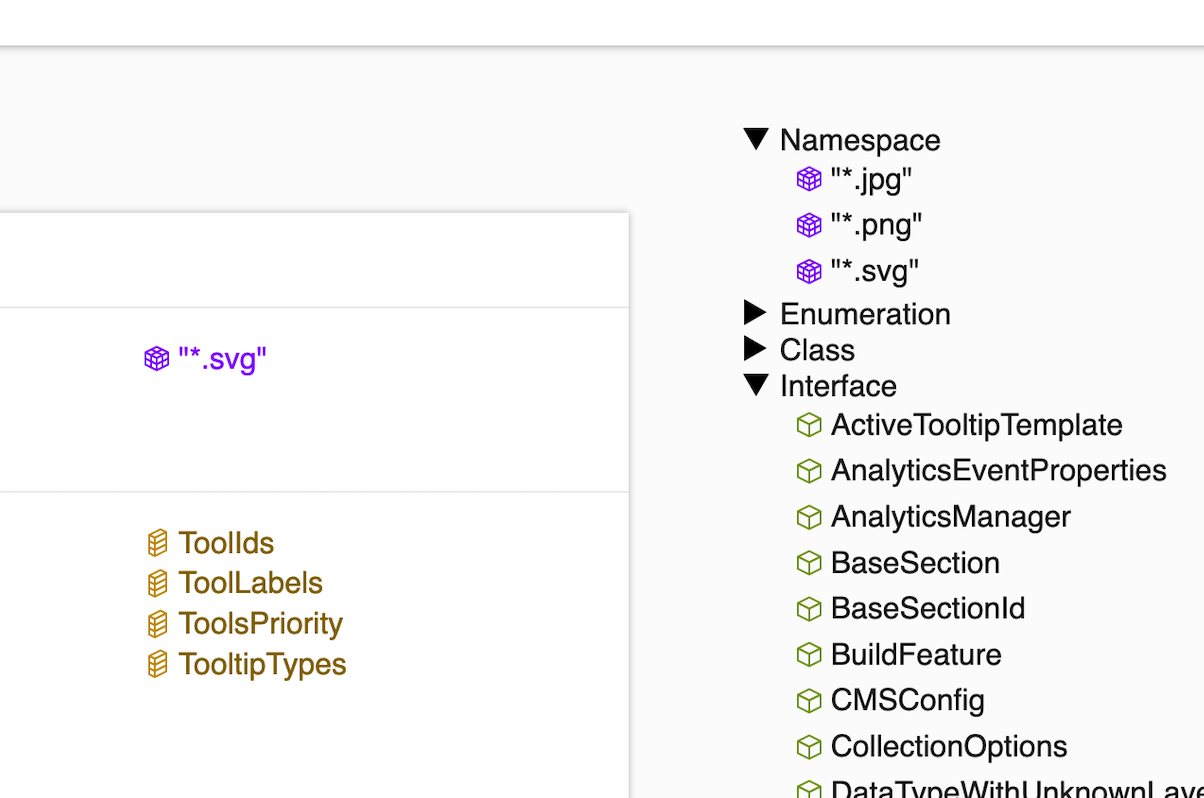 "*.svg"
ToolIds
ToolLabels
ToolsPriority
TooltipTypes
Namespace
"*.jpg"
"*.png"
"*.svg"
Enumeration
Class
Interface
ActiveTooltipTemplate
AnalyticsEventProperties
AnalyticsManager
BaseSection
BaseSectionId
BuildFeature
CMSConfig
CollectionOptions